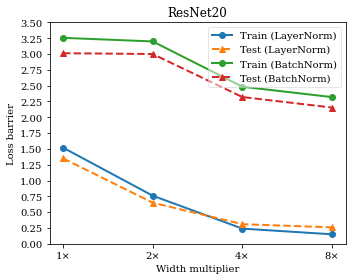 ResNet20
3.50
3.25
3.00
2.75
2.50
2.25
2.00
1.75
1.50
1.25
1.00
0.75
0.50
0.25
0.00
Loss barrier
Train (LayerNorm)
Test (LayerNorm)
Train (BatchNorm)
Test (BatchNorm)
1× 2× 4× 8×
Width multiplier